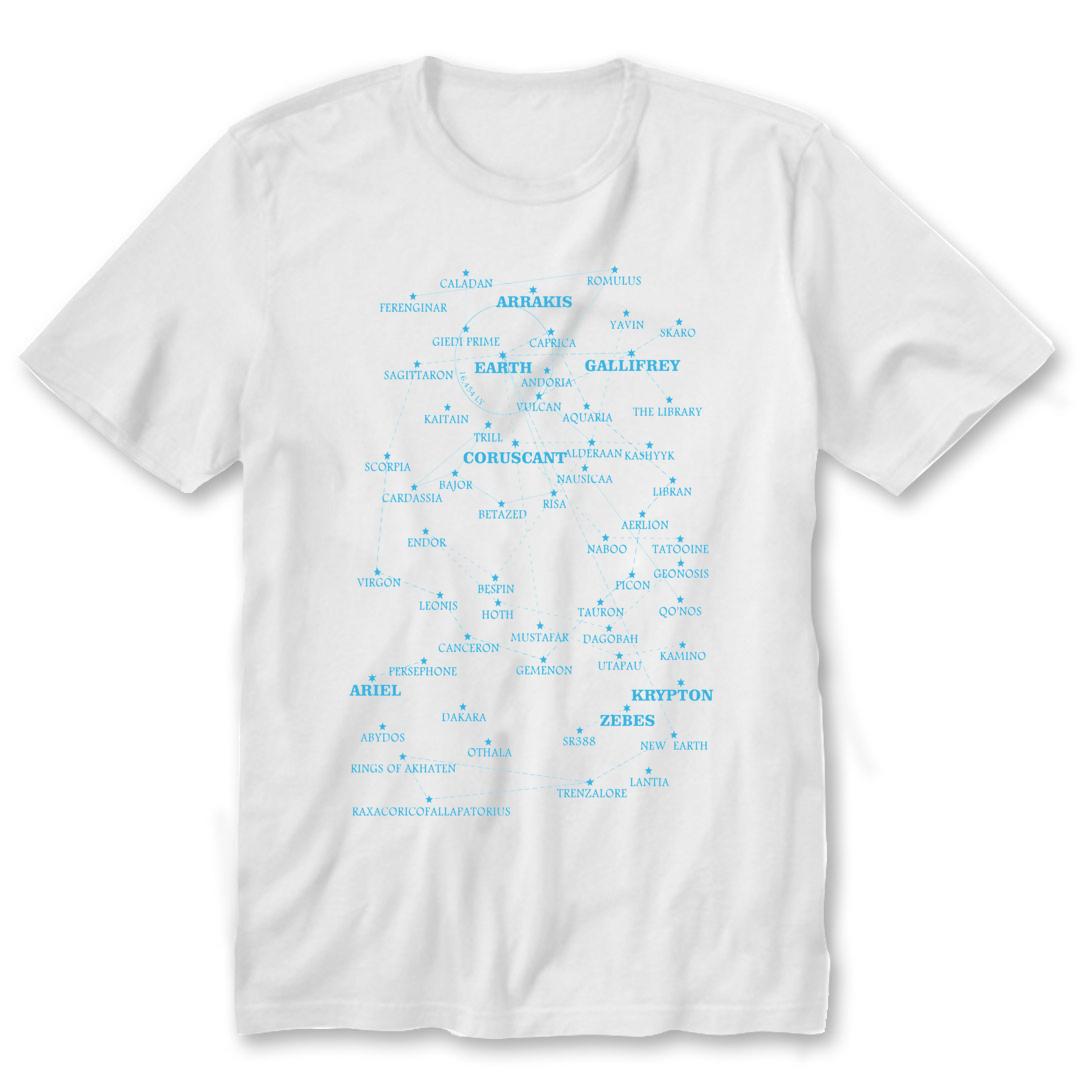 CALADAN
ROMULUS
FERENGINAR
ARRAKIS
YAVIN
SKARO
GIEDI PRIME
CAPRICA
SAGITTARON
EARTH
GALLIFREY
ANDORIA
16,454 LY
KAITAIN
VULCAN
AQUARIA
THE LIBRARY
TRILL
CORUSCANT
ALDERAAN
KASHYYK
SCORPIA
CARDASSIA
BAJOR
NAUSICAA
LIBRAN
BETAZED
RISA
AERLION
ENDOR
NABOO
TATOOINE
VIRGON
BESPIN
PICON
GEONOSIS
LEONIS
HOTH
TAURON
QO'NOS
CANCERON
MUSTAFAR
DAGOBAH
PERSEPHONE
GEMENON
UTAPAU
KAMINO
ARIEL
KRYPTON
DAKARA
ZEBES
ABYDOS
OTHALA
SR388
NEW EARTH
RINGS OF AKHATEN
TRENZALORE
LANTIA
RAXACORICOFALLAPATORIUS